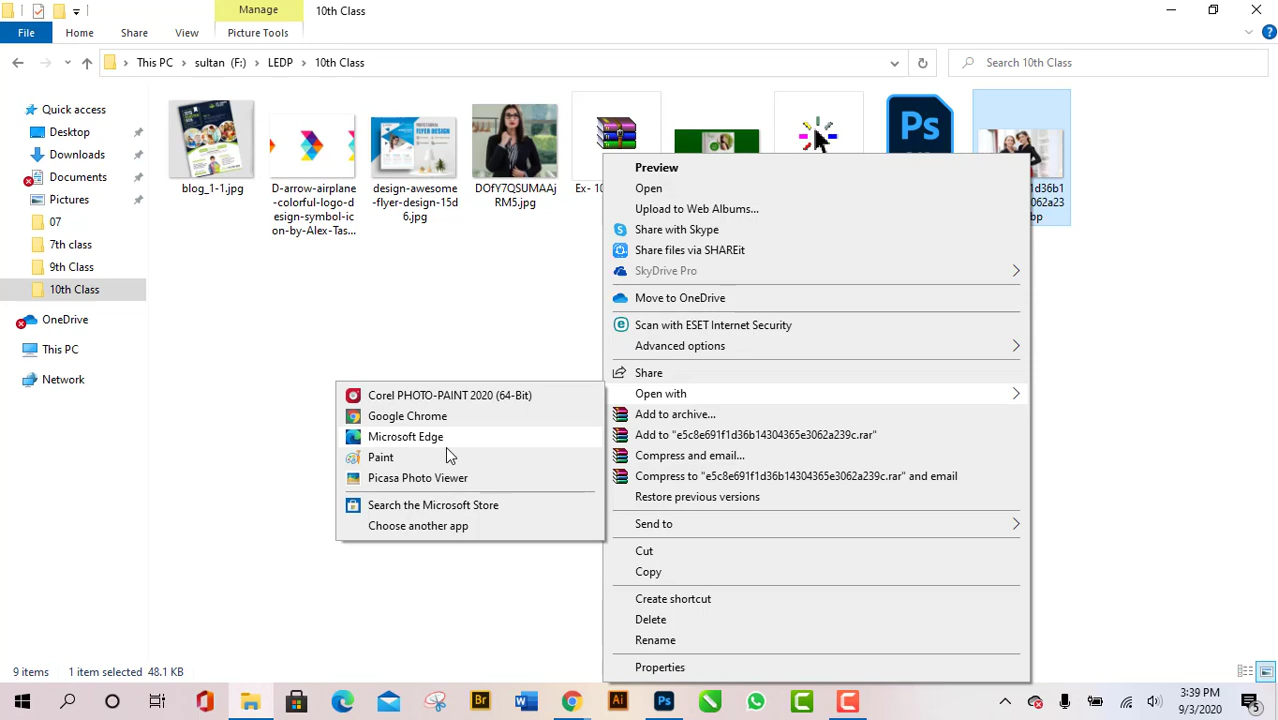 Manage
10th Class
File
Home
Share
View
Picture Tools
This PC
sultan (F:)
LEDP
10th Class
Search 10th Class
Quick access
Desktop
Downloads
Documents
Pictures
07
7th class
9th Class
10th Class
OneDrive
This PC
Network
blog_1-1.jpg
D-arrow-airplane
-colorful-logo-d
esign-symbol-ic
on-by-Alex-Tas...
design-awesome
-flyer-design-15d
6.jpg
DOfY7QSUMAAj
RM5.jpg
Ex- 10
Ps
1d36b1
062a23
bp
Preview
Open
Upload to Web Albums...
Share with Skype
Share files via SHAREit
SkyDrive Pro
Move to OneDrive
Scan with ESET Internet Security
Advanced options
Share
Open with
Add to archive...
Add to "e5c8e691f1d36b14304365e3062a239c.rar"
Compress and email...
Compress to "e5c8e691f1d36b14304365e3062a239c.rar" and email
Restore previous versions
Send to
Cut
Copy
Create shortcut
Delete
Rename
Properties
Corel PHOTO-PAINT 2020 (64-Bit)
Google Chrome
Microsoft Edge
Paint
Picasa Photo Viewer
Search the Microsoft Store
Choose another app
9 items
1 item selected 48.1 KB
Br
Ai
Ps
3:39 PM
9/3/2020
5